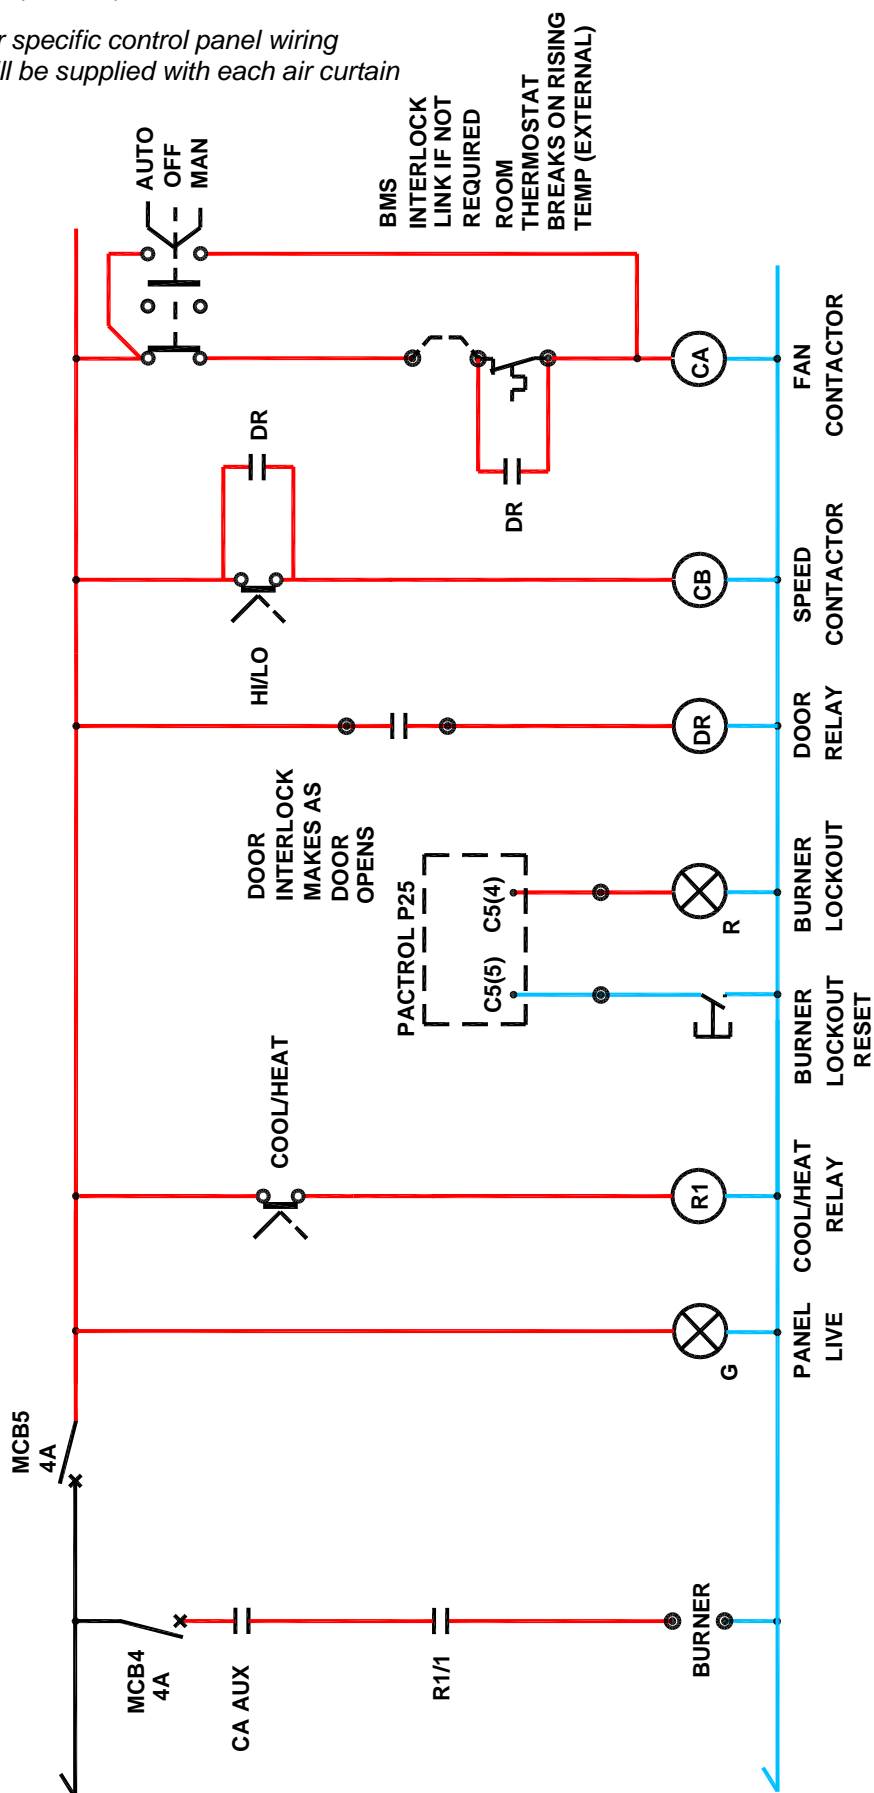 r specific control panel wiring
ll be supplied with each air curtain
AUTO
OFF
MAN
BMS
INTERLOCK
LINK IF NOT
REQUIRED
ROOM
THERMOSTAT
BREAKS ON RISING
TEMP (EXTERNAL)
DR
DR
CA
FAN
CONTACTOR
HI/LO
CB
SPEED
CONTACTOR
DOOR
INTERLOCK
MAKES AS
DOOR
OPENS
DR
DOOR
RELAY
PACTROL P25
C5(4)
C5(5)
R
BURNER
LOCKOUT
BURNER
LOCKOUT
RESET
COOL/HEAT
R1
COOL/HEAT
RELAY
G
PANEL
LIVE
MCB5
4A
MCB4
4A
CA AUX
R1/1
BURNER